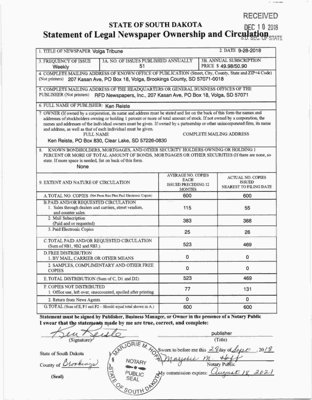 RECEIVED
DEC 10 2018
S.D. SEC. OF STATE
STATE OF SOUTH DAKOTA
Statement of Legal Newspaper Ownership and Circulation
1. TITLE OF NEWSPAPER Volga Tribune
2. DATE 9-28-2018
3. FREQUENCY OF ISSUE
Weekly
3A. NO. OF ISSUES PUBLISHED ANNUALLY
51
3B. ANNUAL SUBSCRIPTION
PRICE $ 49.98/50.90
4. COMPLETE MAILING ADDRESS OF KNOWN OFFICE OF PUBLICATION (Street, City, County, State and ZIP+4 Code)
(Not printers) 207 Kasan Ave, PO Box 18, Volga, Brookings County, SD 57071-0018
5. COMPLETE MAILING ADDRESS OF THE HEADQUARTERS OR GENERAL BUSINESS OFFICES OF THE
PUBLISHER (Not printers) RFD Newspapers, Inc., 207 Kasan Ave, PO Box 18, Volga, SD 57071
6. FULL NAME OF PUBLISHER: Ken Reiste
7. OWNER (If owned by a corporation, its name and address must be stated and for on the back of this form the names and
addresses of shareholders owning or holding 1 percent or more of total amount of stock. If not owned by a corporation, the
names and addresses of the individual owners must be given. If owned by a partnership or other unincorporated firm, its name
and address, as well as that of each individual must be given.
FULL NAME COMPLETE MAILING ADDRESS
Ken Reiste, PO Box 830, Clear Lake, SD 57226-0830
8. KNOWN BONDHOLDERS, MORTGAGES, AND OTHER SECURITY HOLDERS OWNING OR HOLDING 1
PERCENT OR MORE OF TOTAL AMOUNT OF BONDS, MORTGAGES OR OTHER SECURITIES (If there are none, so
state. If more space is needed, list on back of this form.
None
9. EXTENT AND NATURE OF CIRCULATION
AVERAGE NO. COPIES
EACH
ISSUED PRECEDING 12
MONTHS
ACTUAL NO. COPIES
ISSUED
NEAREST TO FILING DATE
A. TOTAL NO. COPIES 600 600
B. PAID AND/OR REQUESTED CIRCULATION
1. Sales through dealers and carriers, street vendors,
and counter sales. 115 55
2. Mail Subscription
(Paid and/or requested) 383 388
3. Paid Electronic Copies 25 26
C. TOTAL PAID AND/OR REQUESTED CIRCULATION
(Sum of 9B1, 9B2 and 9B3.) 523 469
D. FREE DISTRIBUTION
1. BY MAIL, CARRIER OR OTHER MEANS 0 0
2. SAMPLES, COMPLIMENTARY AND OTHER FREE
COPIES 0 0
E. TOTAL DISTRIBUTION (Sum of C, D1 and D2). 523 469
F. COPIES NOT DISTRIBUTED
1. Office use, left over, unaccounted, spoiled after printing 77 131
2. Return from News Agents 0 0
G. TOTAL (Sum of E, F1 and F2 - Should equal total shown in A.) 600 600
Statement must be signed by Publisher, Business Manager, or Owner in the presence of a Notary Public
I swear that the statements made by me are true, correct, and complete:
Ken Reiste
(Signature)
publisher
(Title)
State of South Dakota
County of Brookings
(Seal)
MARJORIE M. HOFF
NOTARY
PUBLIC
SEAL
STATE OF SOUTH DAKOTA
Sworn to before me this 28 day of Sept 2018
Marjorie M. Hoff
Notary Public
My commission expires: August 18 2021